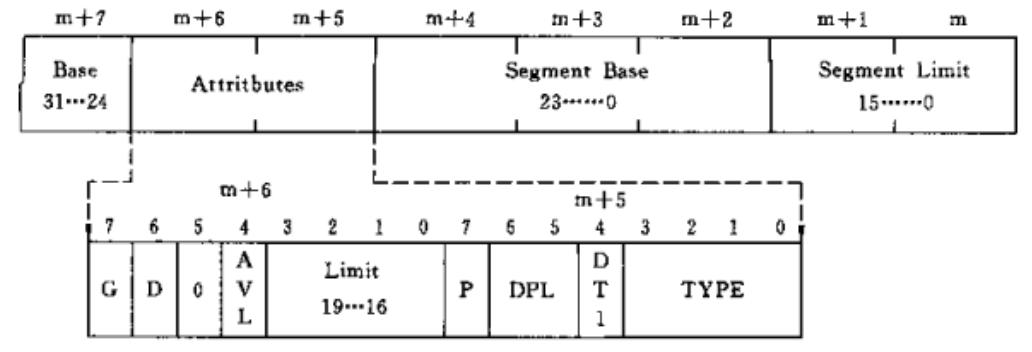 m+7 m+6 m+5 m+4 m+3 m+2 m+1 m
Base Attritbutes Segment Base Segment Limit
31···24 23······0 15······0
m+6 m+5
7 6 5 4 3 2 1 0 7 6 5 4 3 2 1 0
G D 0 AVL Limit P DPL DT1 TYPE
19···16